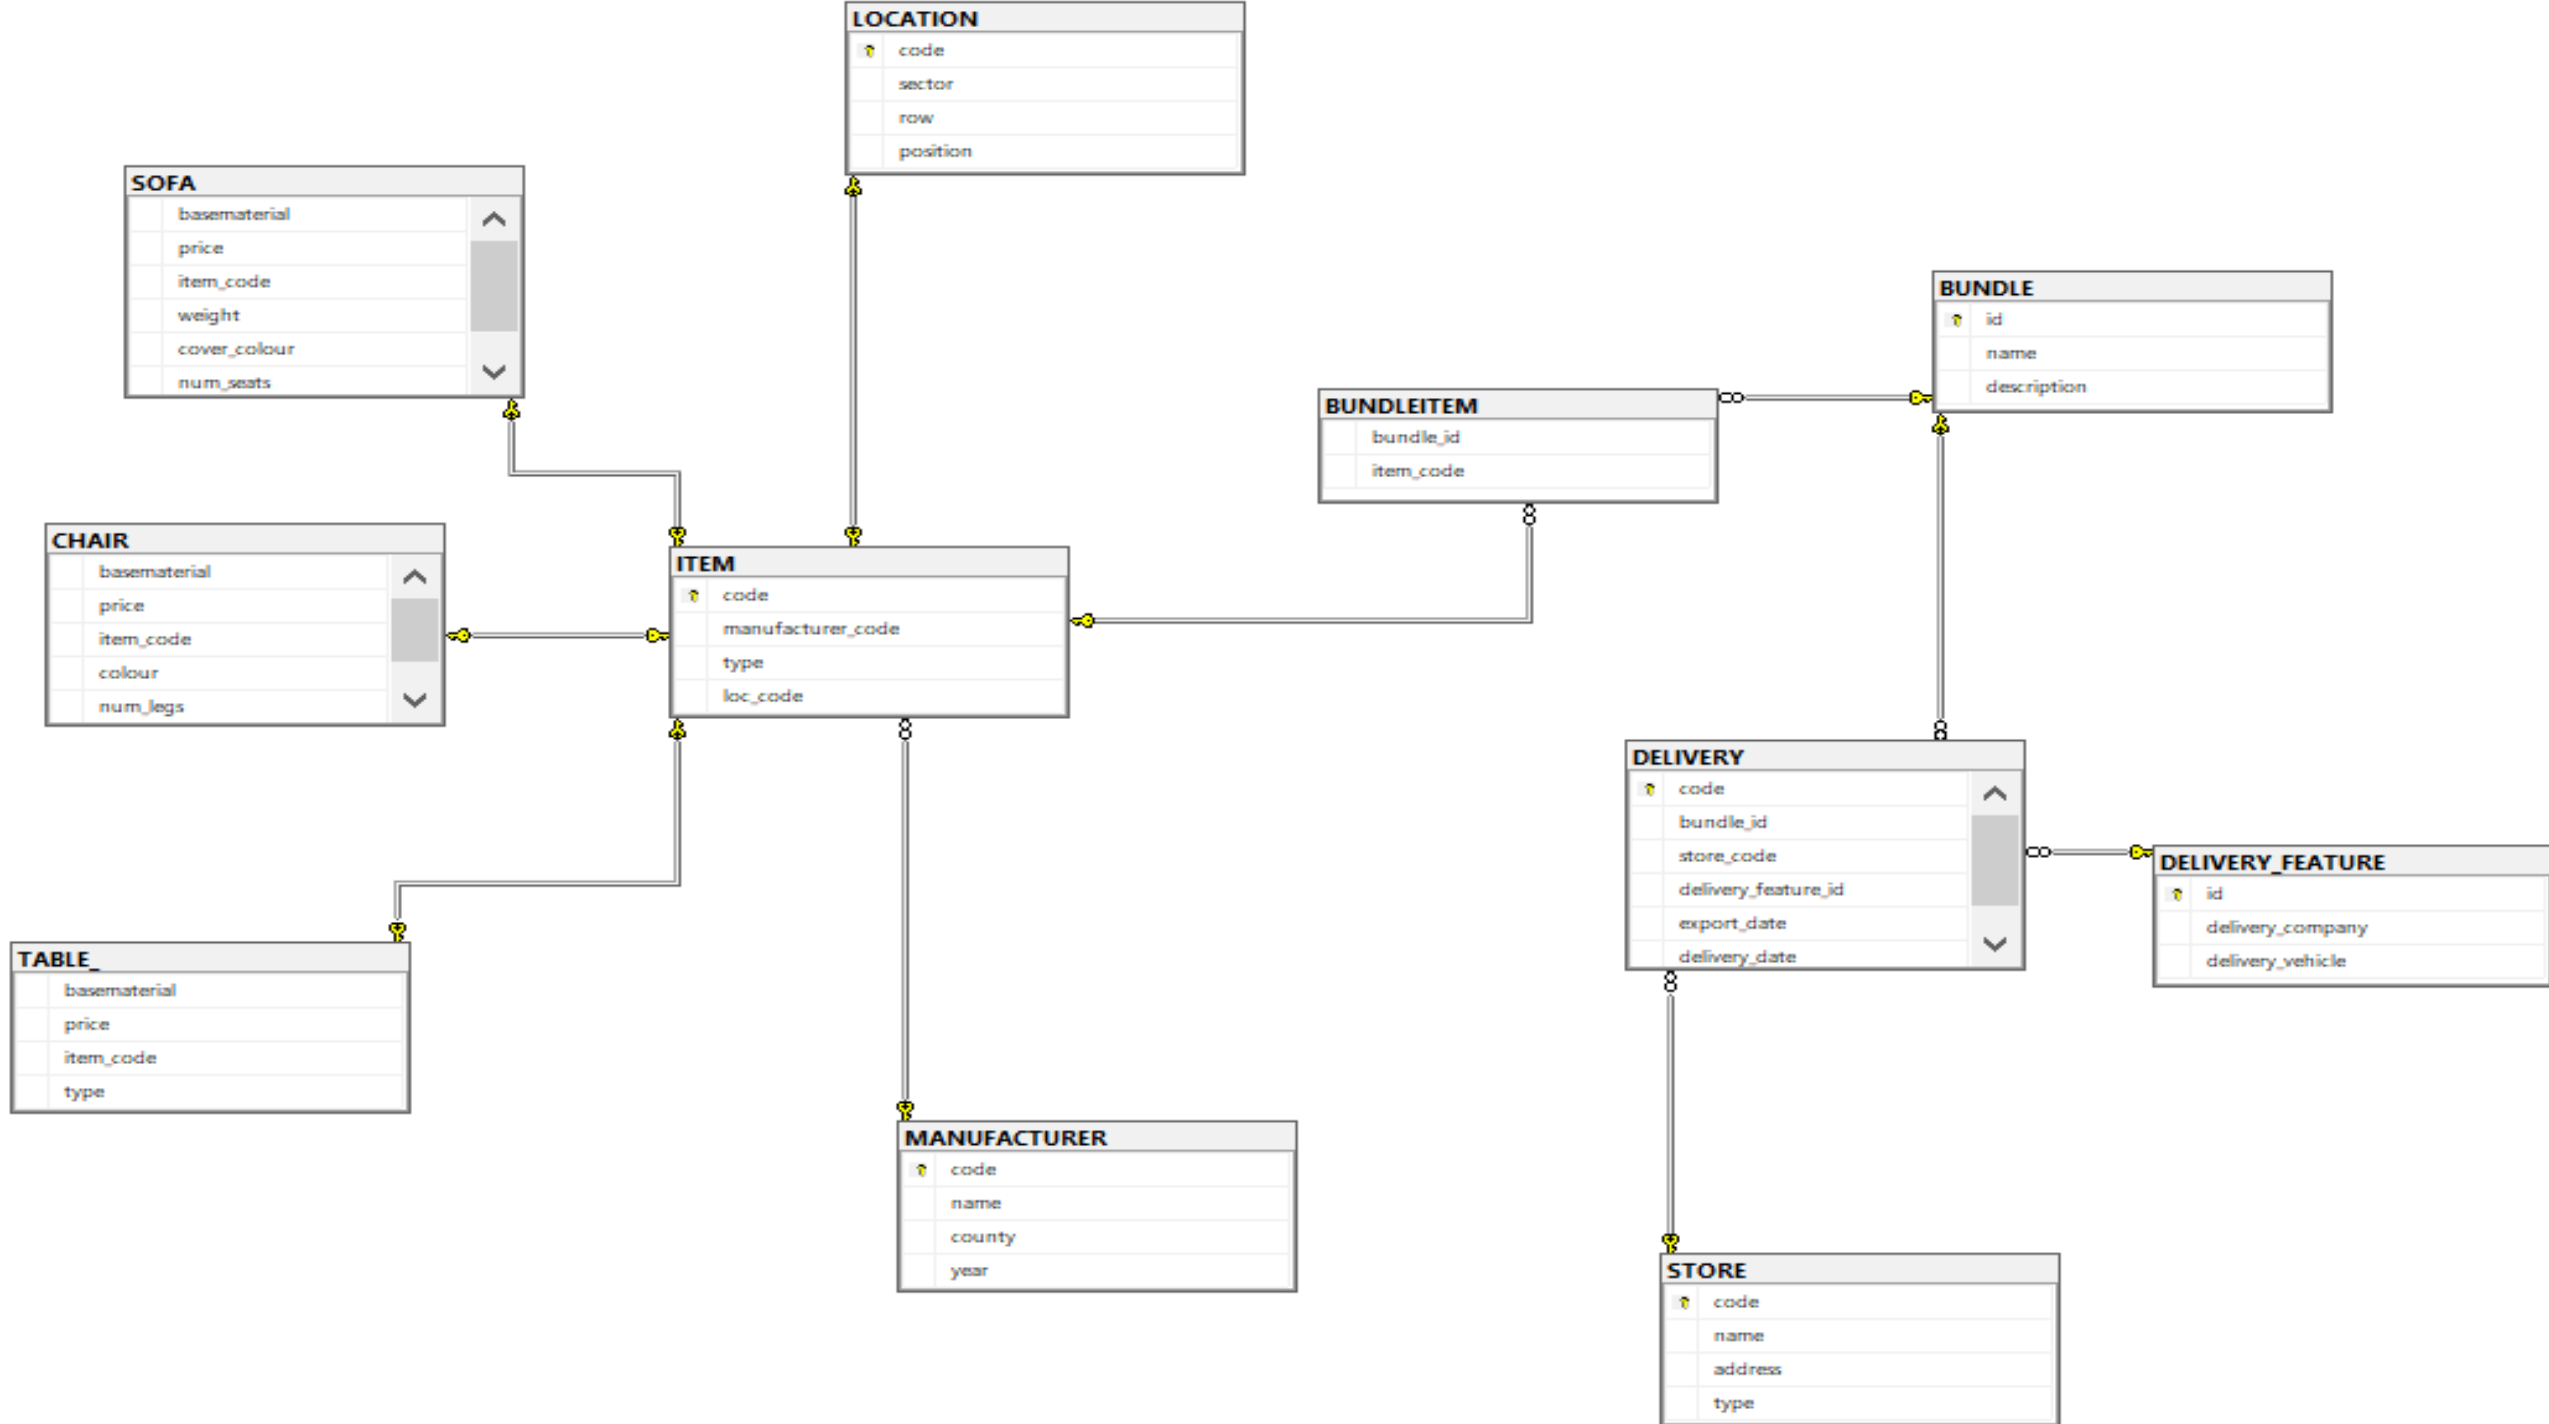 LOCATION
code
sector
row
position
SOFA
basematerial
price
item_code
weight
cover_colour
num_seats
BUNDLE
id
name
description
BUNDLEITEM
bundle_id
item_code
CHAIR
basematerial
price
item_code
colour
num_legs
ITEM
code
manufacturer_code
type
loc_code
DELIVERY
code
bundle_id
store_code
delivery_feature_id
export_date
delivery_date
DELIVERY_FEATURE
id
delivery_company
delivery_vehicle
TABLE_
basematerial
price
item_code
type
MANUFACTURER
code
name
county
year
STORE
code
name
address
type